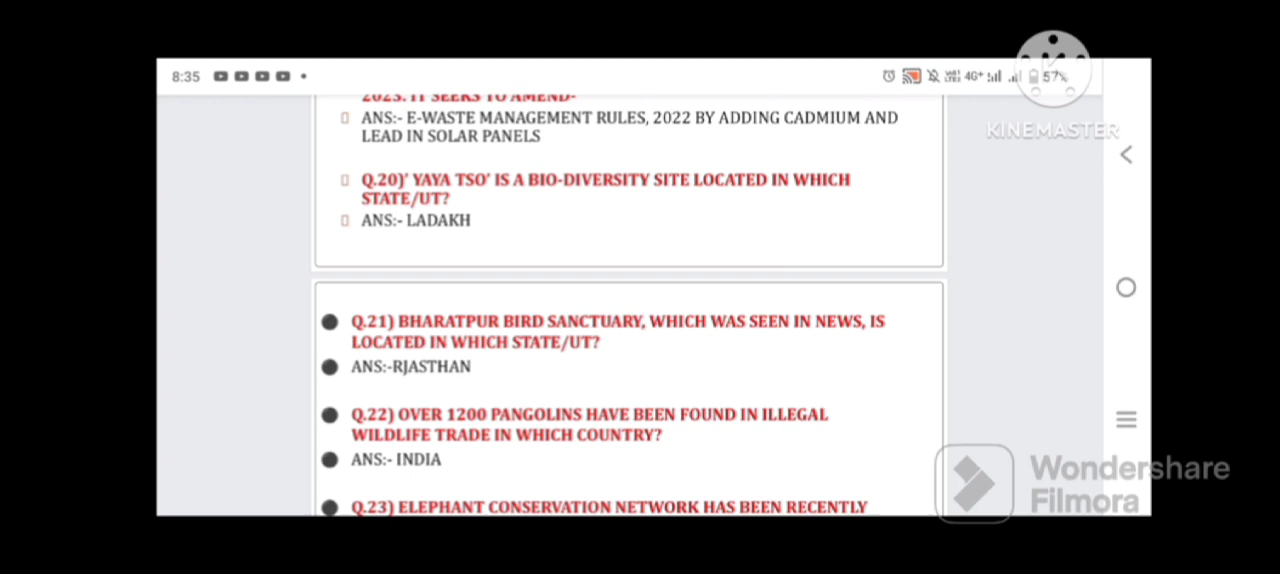 8:35
4G+
57%
KINEMASTER
2023. IT SEEKS TO AMEND-
ANS:- E-WASTE MANAGEMENT RULES, 2022 BY ADDING CADMIUM AND
LEAD IN SOLAR PANELS
Q.20)' YAYA TSO' IS A BIO-DIVERSITY SITE LOCATED IN WHICH
STATE/UT?
ANS:- LADAKH
Q.21) BHARATPUR BIRD SANCTUARY, WHICH WAS SEEN IN NEWS, IS
LOCATED IN WHICH STATE/UT?
ANS:-RJASTHAN
Q.22) OVER 1200 PANGOLINS HAVE BEEN FOUND IN ILLEGAL
WILDLIFE TRADE IN WHICH COUNTRY?
ANS:- INDIA
Q.23) ELEPHANT CONSERVATION NETWORK HAS BEEN RECENTLY
Wondershare
Filmora